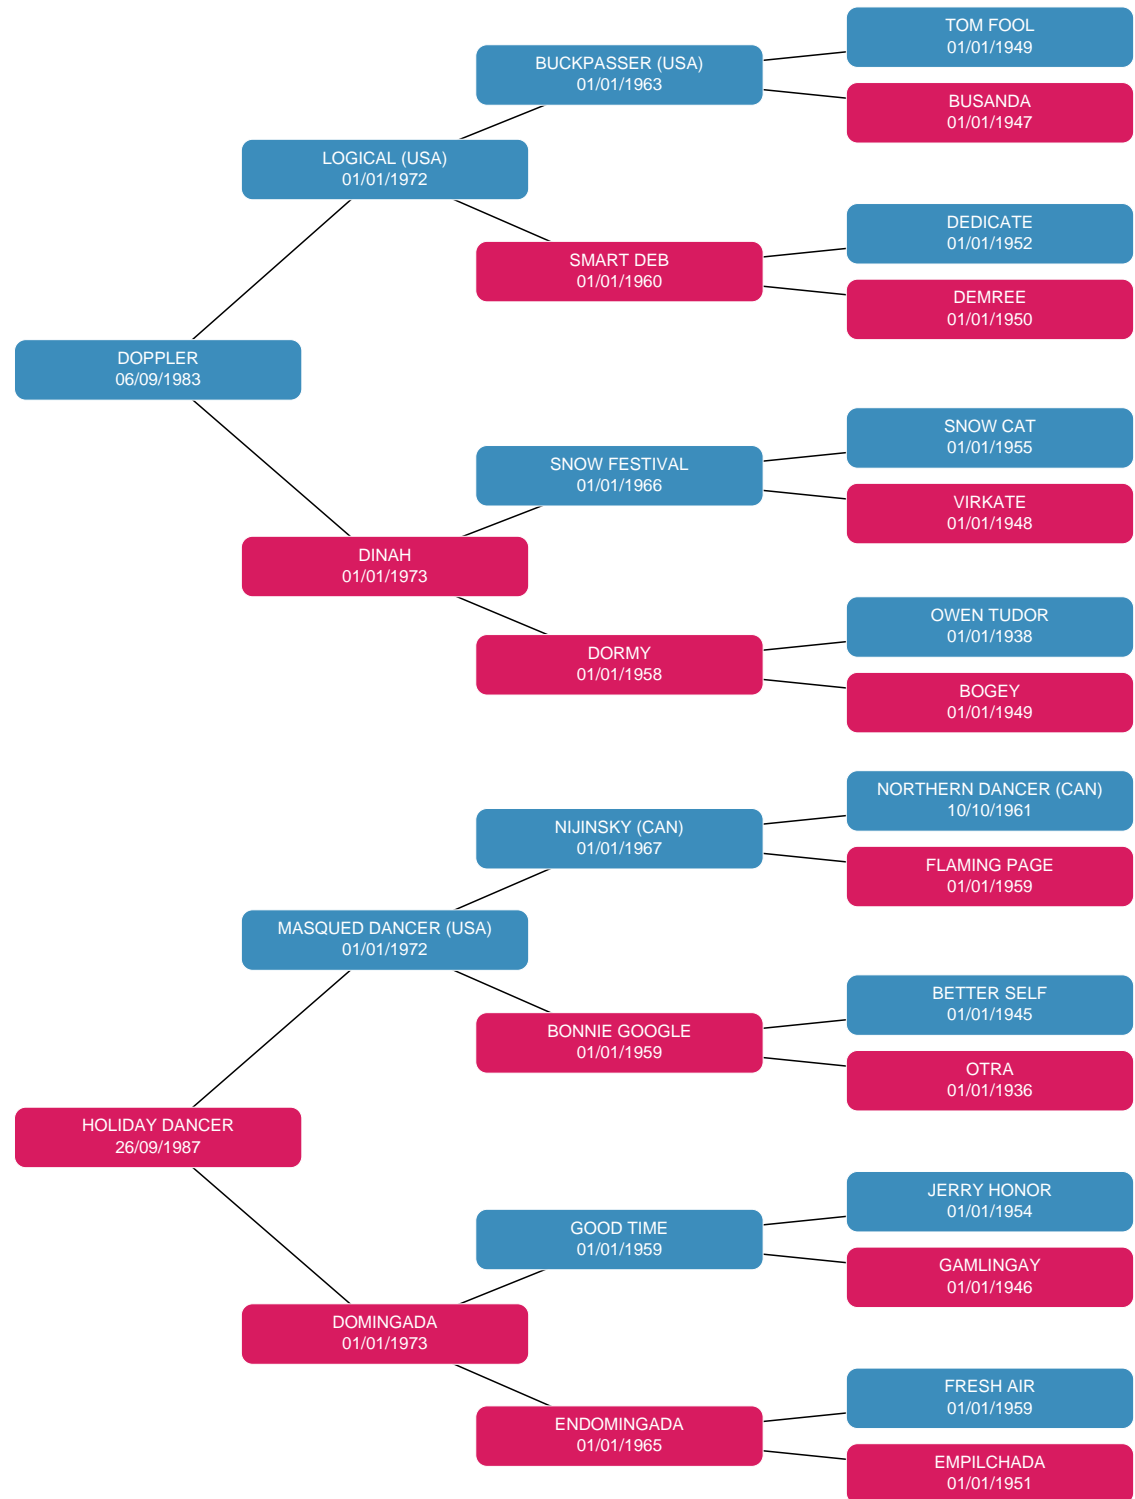 TOM FOOL
01/01/1949
BUCKPASSER (USA)
01/01/1963
BUSANDA
01/01/1947
LOGICAL (USA)
01/01/1972
DEDICATE
01/01/1952
SMART DEB
01/01/1960
DEMREE
01/01/1950
DOPPLER
06/09/1983
SNOW CAT
01/01/1955
SNOW FESTIVAL
01/01/1966
VIRKATE
01/01/1948
DINAH
01/01/1973
OWEN TUDOR
01/01/1938
DORMY
01/01/1958
BOGEY
01/01/1949
NORTHERN DANCER (CAN)
10/10/1961
NIJINSKY (CAN)
01/01/1967
FLAMING PAGE
01/01/1959
MASQUED DANCER (USA)
01/01/1972
BETTER SELF
01/01/1945
BONNIE GOOGLE
01/01/1959
OTRA
01/01/1936
HOLIDAY DANCER
26/09/1987
JERRY HONOR
01/01/1954
GOOD TIME
01/01/1959
GAMLINGAY
01/01/1946
DOMINGADA
01/01/1973
FRESH AIR
01/01/1959
ENDOMINGADA
01/01/1965
EMPILCHADA
01/01/1951